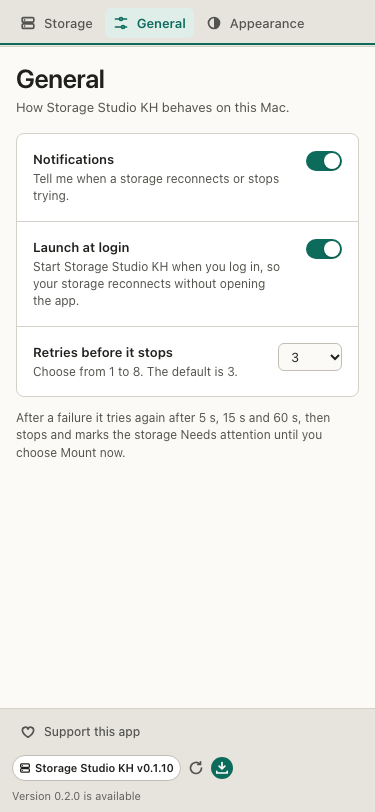 Storage
General
Appearance
General
How Storage Studio KH behaves on this Mac.
Notifications
Tell me when a storage reconnects or stops
trying.
Launch at login
Start Storage Studio KH when you log in, so
your storage reconnects without opening
the app.
Retries before it stops
3
Choose from 1 to 8. The default is 3.
After a failure it tries again after 5 s, 15 s and 60 s, then
stops and marks the storage Needs attention until you
choose Mount now.
Support this app
Storage Studio KH v0.1.10
Version 0.2.0 is available